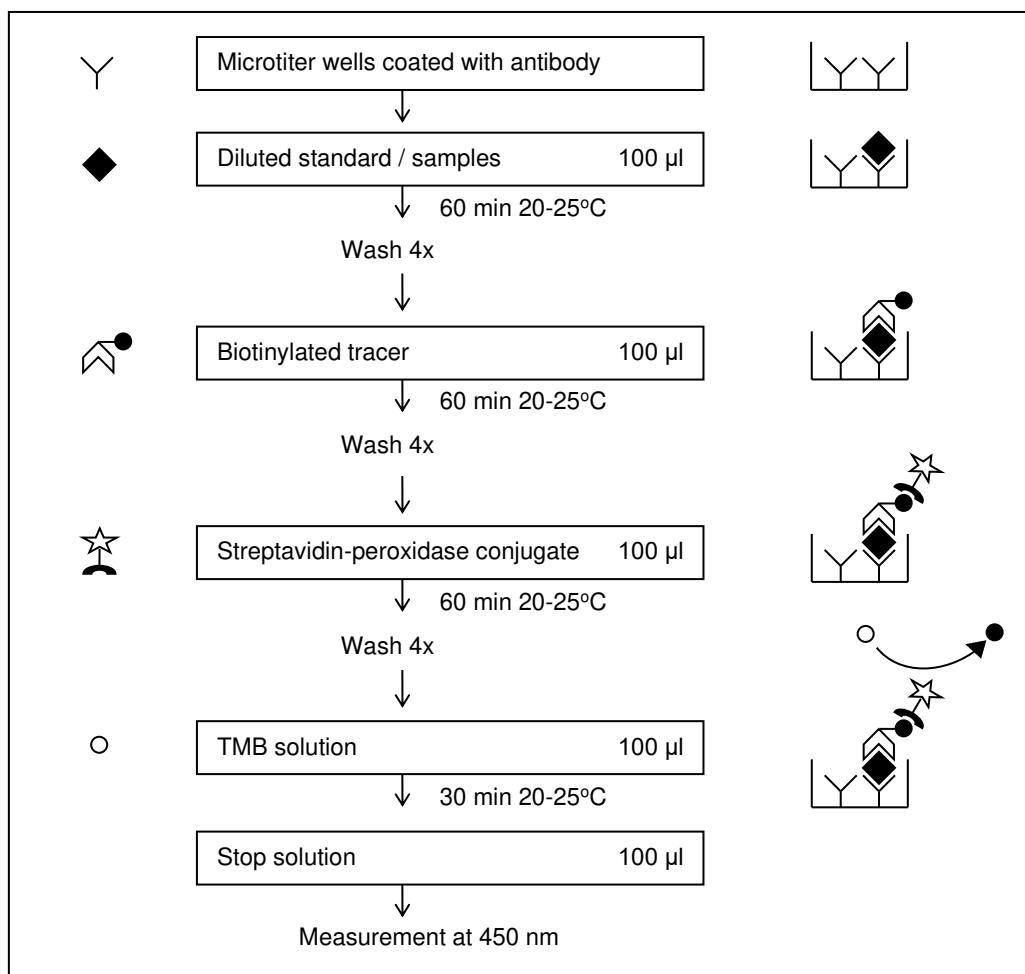 Microtiter wells coated with antibody
Diluted standard / samples 100 µl
60 min 20-25°C
Wash 4x
Biotinylated tracer 100 µl
60 min 20-25°C
Wash 4x
Streptavidin-peroxidase conjugate 100 µl
60 min 20-25°C
Wash 4x
TMB solution 100 µl
30 min 20-25°C
Stop solution 100 µl
Measurement at 450 nm